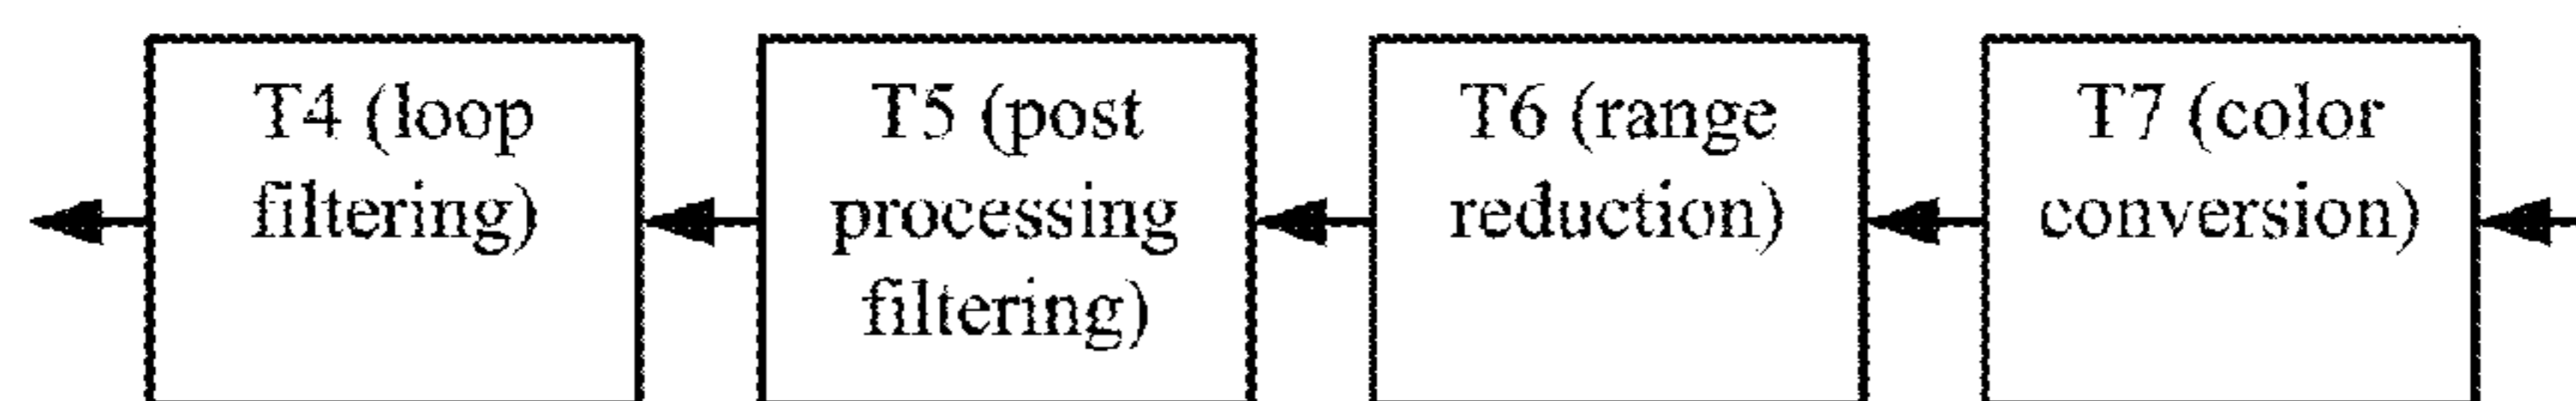 T4 (loop
filtering)
T5 (post
processing
filtering)
T6 (range
reduction)
T7 (color
conversion)